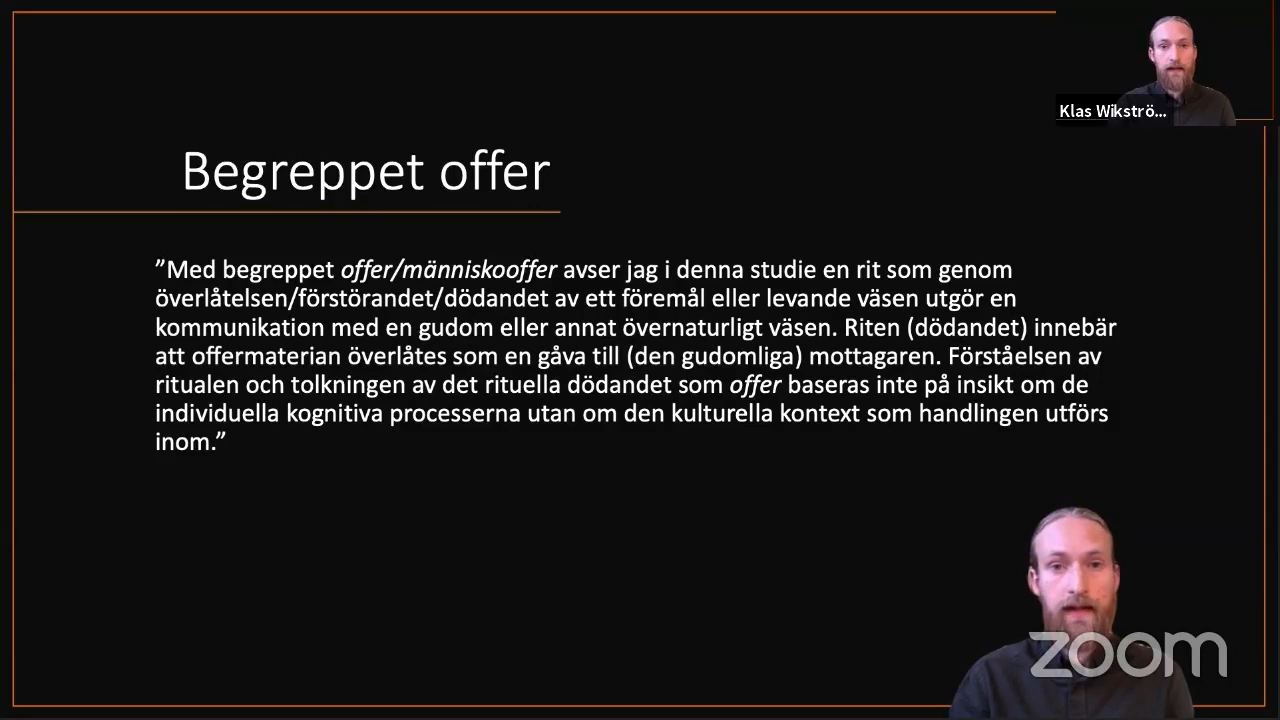 Klas Wikströ...
Begreppet offer
”Med begreppet offer/människooffer avser jag i denna studie en rit som genom
överlåtelsen/förstörandet/dödandet av ett föremål eller levande väsen utgör en
kommunikation med en gudom eller annat övernaturligt väsen. Riten (dödandet) innebär
att offermaterian överlåtes som en gåva till (den gudomliga) mottagaren. Förståelsen av
ritualen och tolkningen av det rituella dödandet som offer baseras inte på insikt om de
individuella kognitiva processerna utan om den kulturella kontext som handlingen utförs
inom.”
zoom